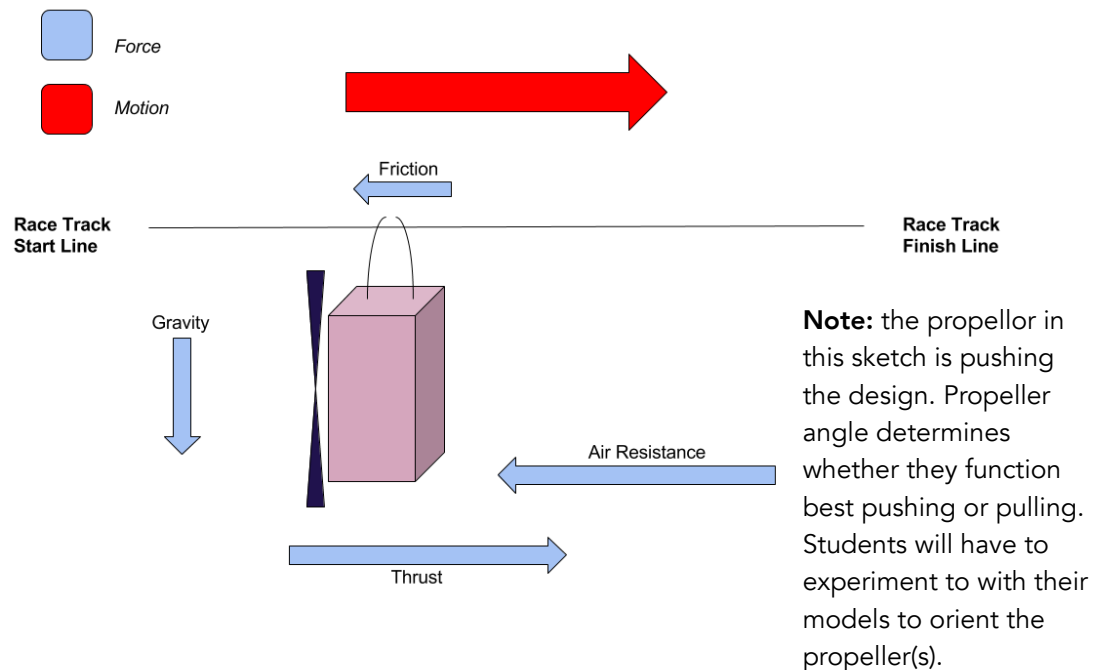 Force
Motion
Friction
Race Track
Start Line
Race Track
Finish Line
Gravity
Note: the propellor in
this sketch is pushing
the design. Propeller
angle determines
whether they function
best pushing or pulling.
Students will have to
experiment to with their
models to orient the
propeller(s).
Air Resistance
Thrust